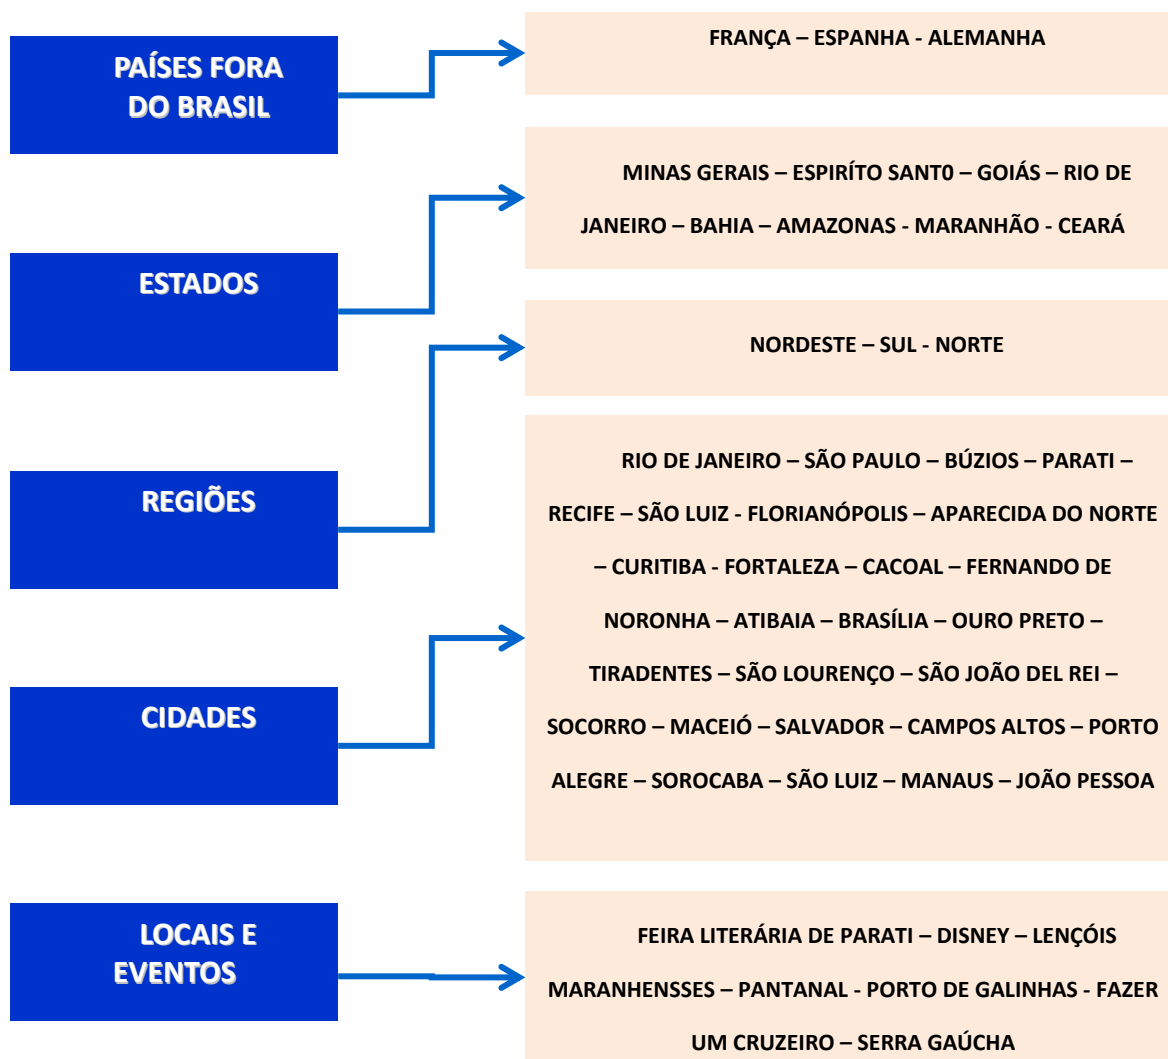 PAÍSES FORA
DO BRASIL
FRANÇA – ESPANHA - ALEMANHA
ESTADOS
MINAS GERAIS – ESPIRÍTO SANT0 – GOIÁS – RIO DE
JANEIRO – BAHIA – AMAZONAS - MARANHÃO - CEARÁ
REGIÕES
NORDESTE – SUL - NORTE
CIDADES
RIO DE JANEIRO – SÃO PAULO – BÚZIOS – PARATI –
RECIFE – SÃO LUIZ - FLORIANÓPOLIS – APARECIDA DO NORTE
– CURITIBA - FORTALEZA – CACOAL – FERNANDO DE
NORONHA – ATIBAIA – BRASÍLIA – OURO PRETO –
TIRADENTES – SÃO LOURENÇO – SÃO JOÃO DEL REI –
SOCORRO – MACEIÓ – SALVADOR – CAMPOS ALTOS – PORTO
ALEGRE – SOROCABA – SÃO LUIZ – MANAUS – JOÃO PESSOA
LOCAIS E
EVENTOS
FEIRA LITERÁRIA DE PARATI – DISNEY – LENÇÓIS
MARANHENSSES – PANTANAL - PORTO DE GALINHAS - FAZER
UM CRUZEIRO – SERRA GAÚCHA